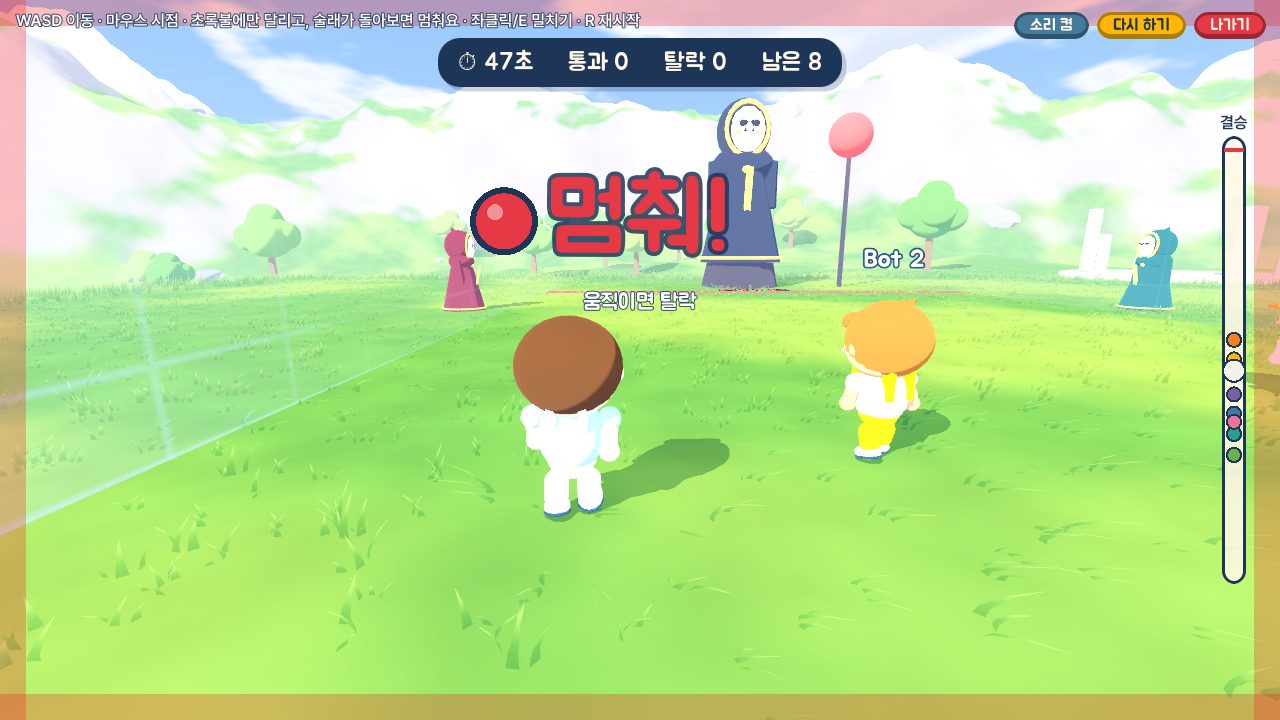 WASD 이동 · 마우스 시점 · 초록불에만 달리고, 술래가 돌아보면 멈춰요 · 좌클릭/E 밀치기 · R 재시작
소리 켬
다시 하기
나가기
47초 통과 0 탈락 0 남은 8
결승
멈춰!
Bot 2
움직이면 탈락